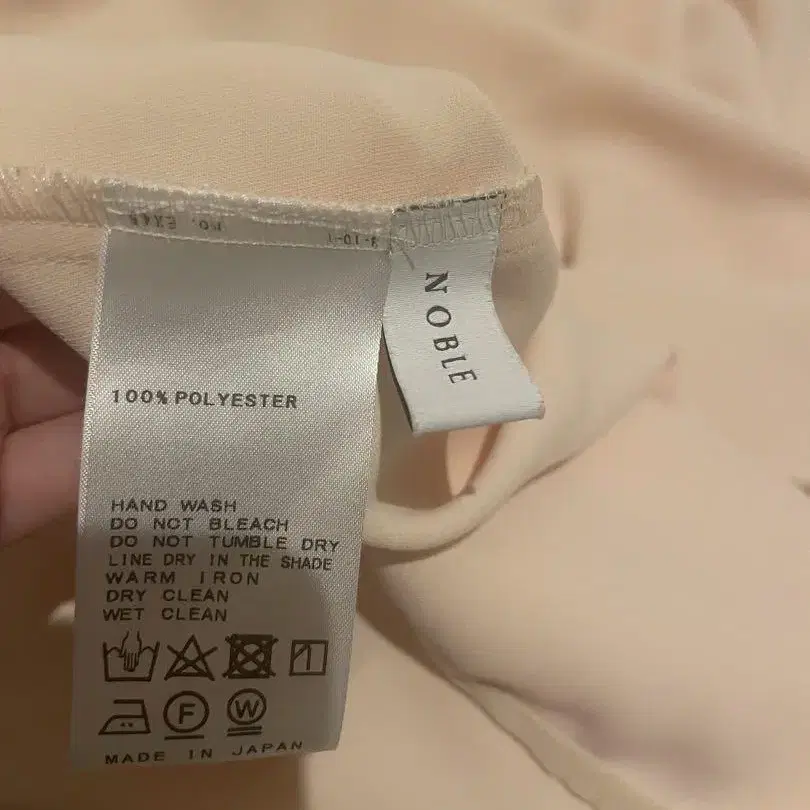 NOBLE
100% POLYESTER
HAND WASH
DO NOT BLEACH
DO NOT TUMBLE DRY
LINE DRY IN THE SHADE
WARM IRON
DRY CLEAN
WET CLEAN
F W
MADE IN JAPAN